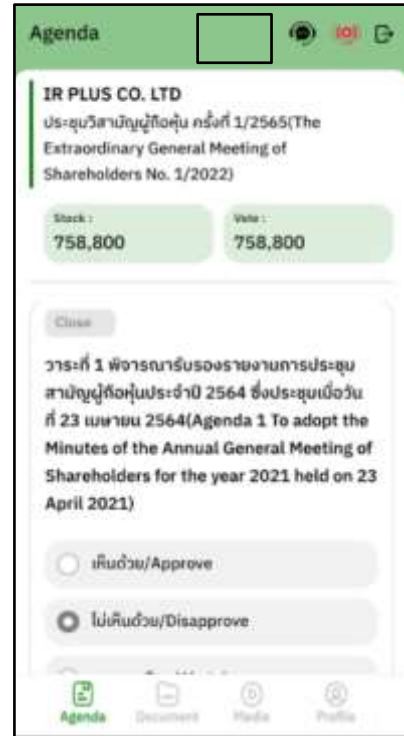 Agenda
IR PLUS CO. LTD
ประชุมวิสามัญผู้ถือหุ้น ครั้งที่ 1/2565(The
Extraordinary General Meeting of
Shareholders No. 1/2022)
Stock :
Vote :
758,800
758,800
Close
วาระที่ 1 พิจารณารับรองรายงานการประชุม
สามัญผู้ถือหุ้นประจำปี 2564 ซึ่งประชุมเมื่อวัน
ที่ 23 เมษายน 2564(Agenda 1 To adopt the
Minutes of the Annual General Meeting of
Shareholders for the year 2021 held on 23
April 2021)
เห็นด้วย/Approve
ไม่เห็นด้วย/Disapprove
Agenda
Document
Media
Profile